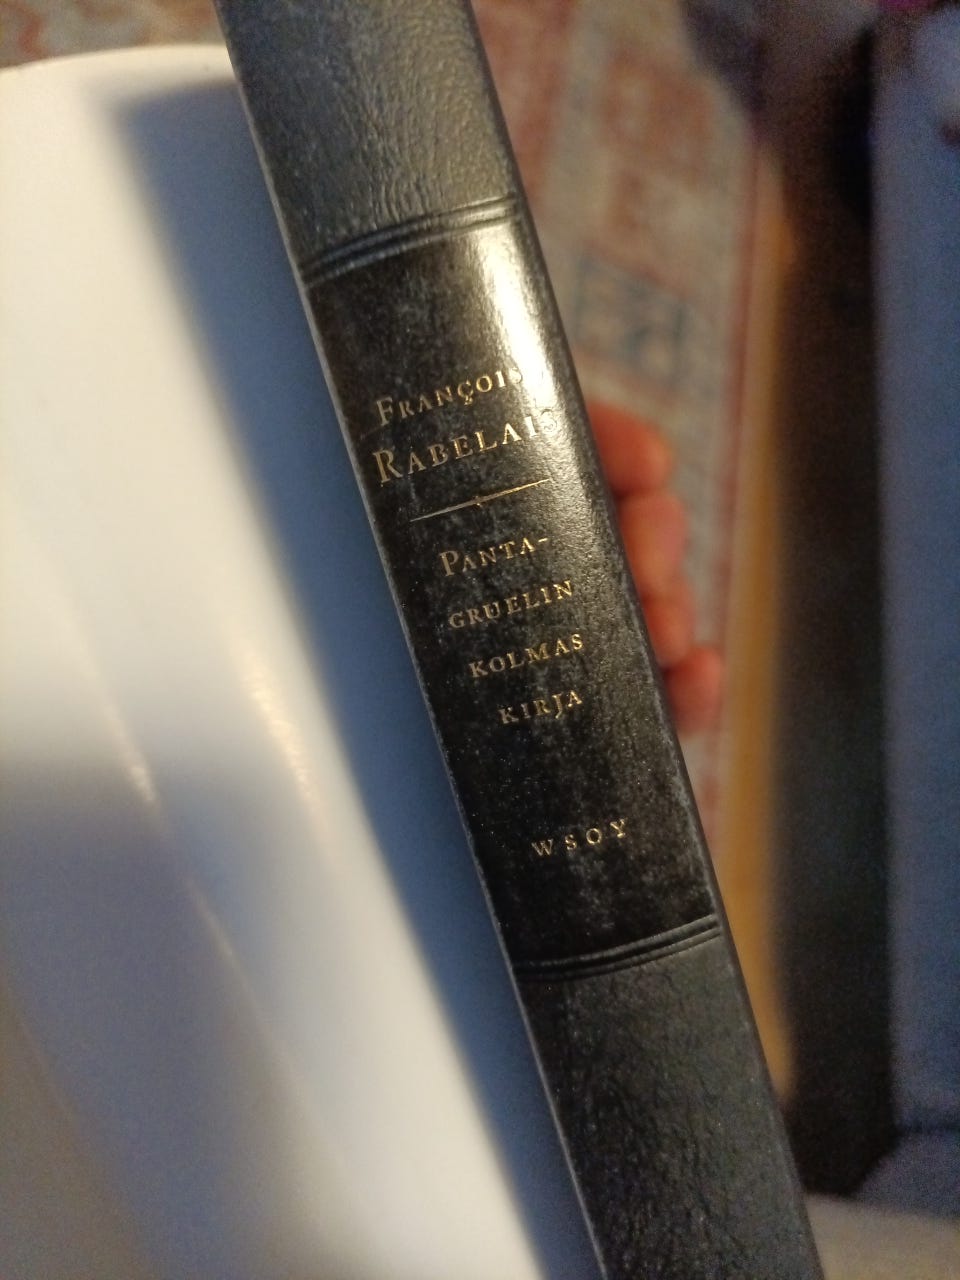 François
Rabelais
Panta-
gruelin
kolmas
kirja
WSOY